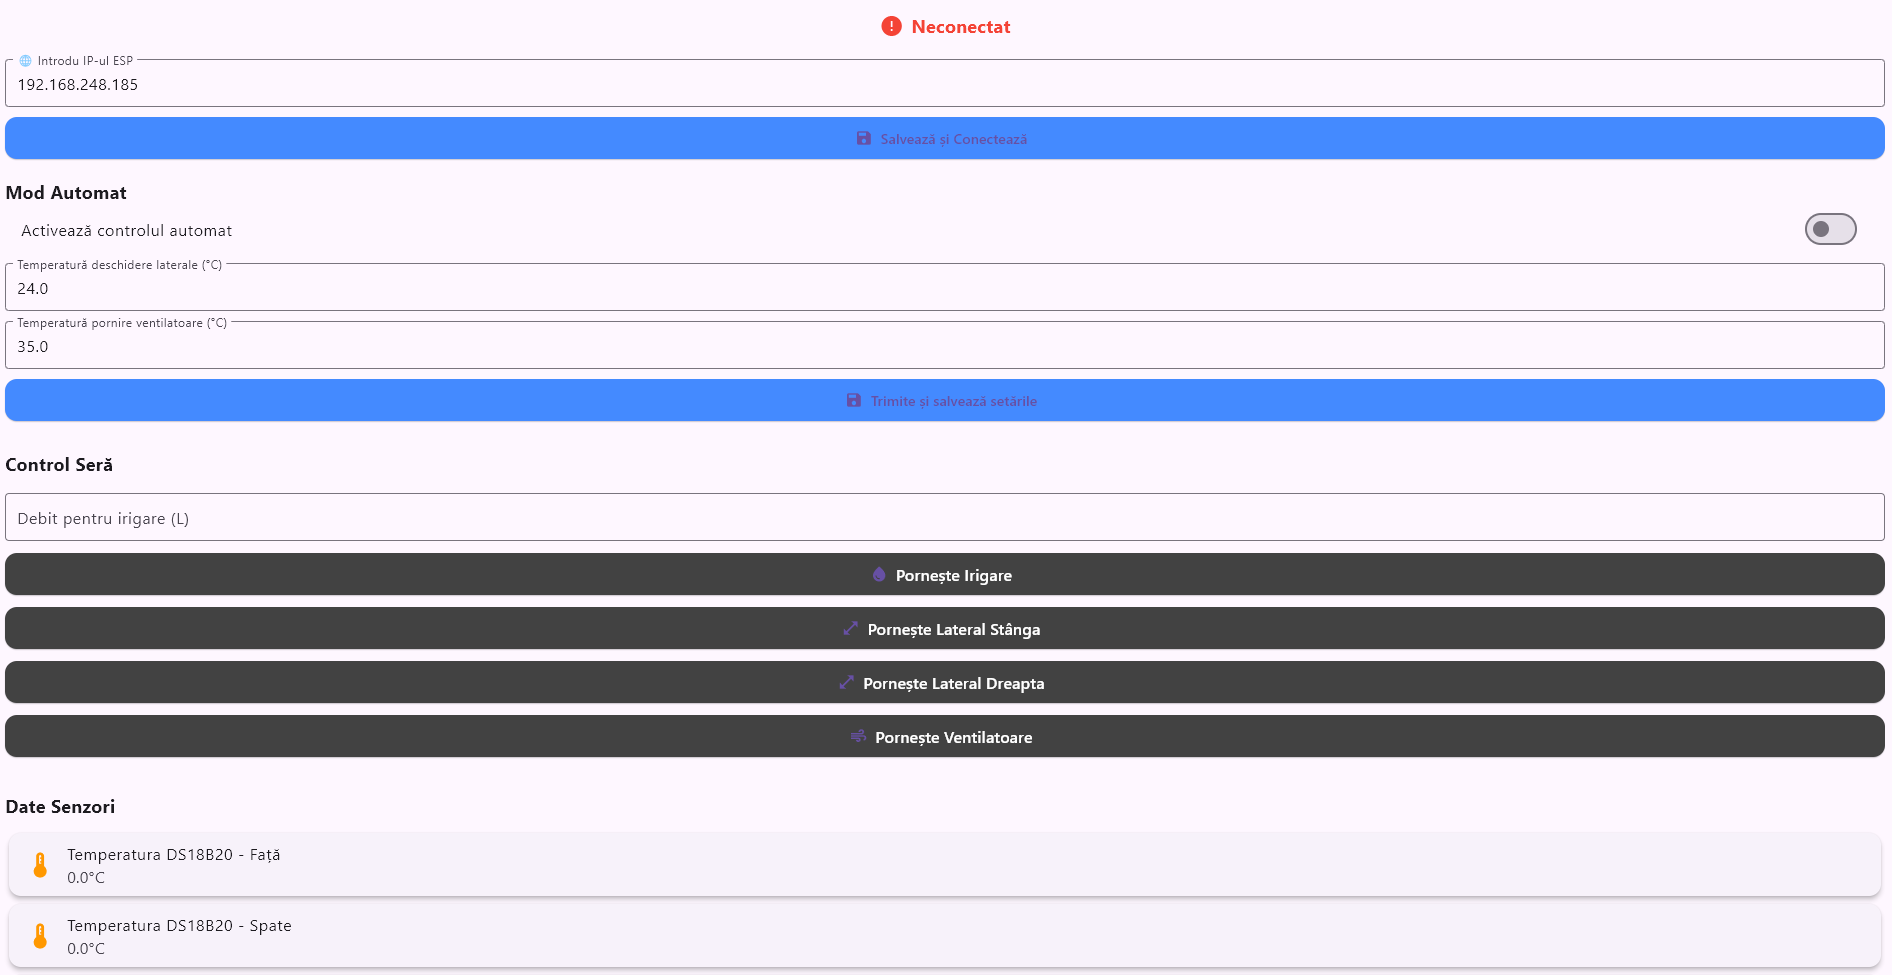 Neconectat
Introdu IP-ul ESP
192.168.248.185
Salvează și Conectează
Mod Automat
Activează controlul automat
Temperatură deschidere laterale (°C)
24.0
Temperatură pornire ventilatoare (°C)
35.0
Trimite și salvează setările
Control Seră
Debit pentru irigare (L)
Pornește Irigare
Pornește Lateral Stânga
Pornește Lateral Dreapta
Pornește Ventilatoare
Date Senzori
Temperatura DS18B20 - Față
0.0°C
Temperatura DS18B20 - Spate
0.0°C